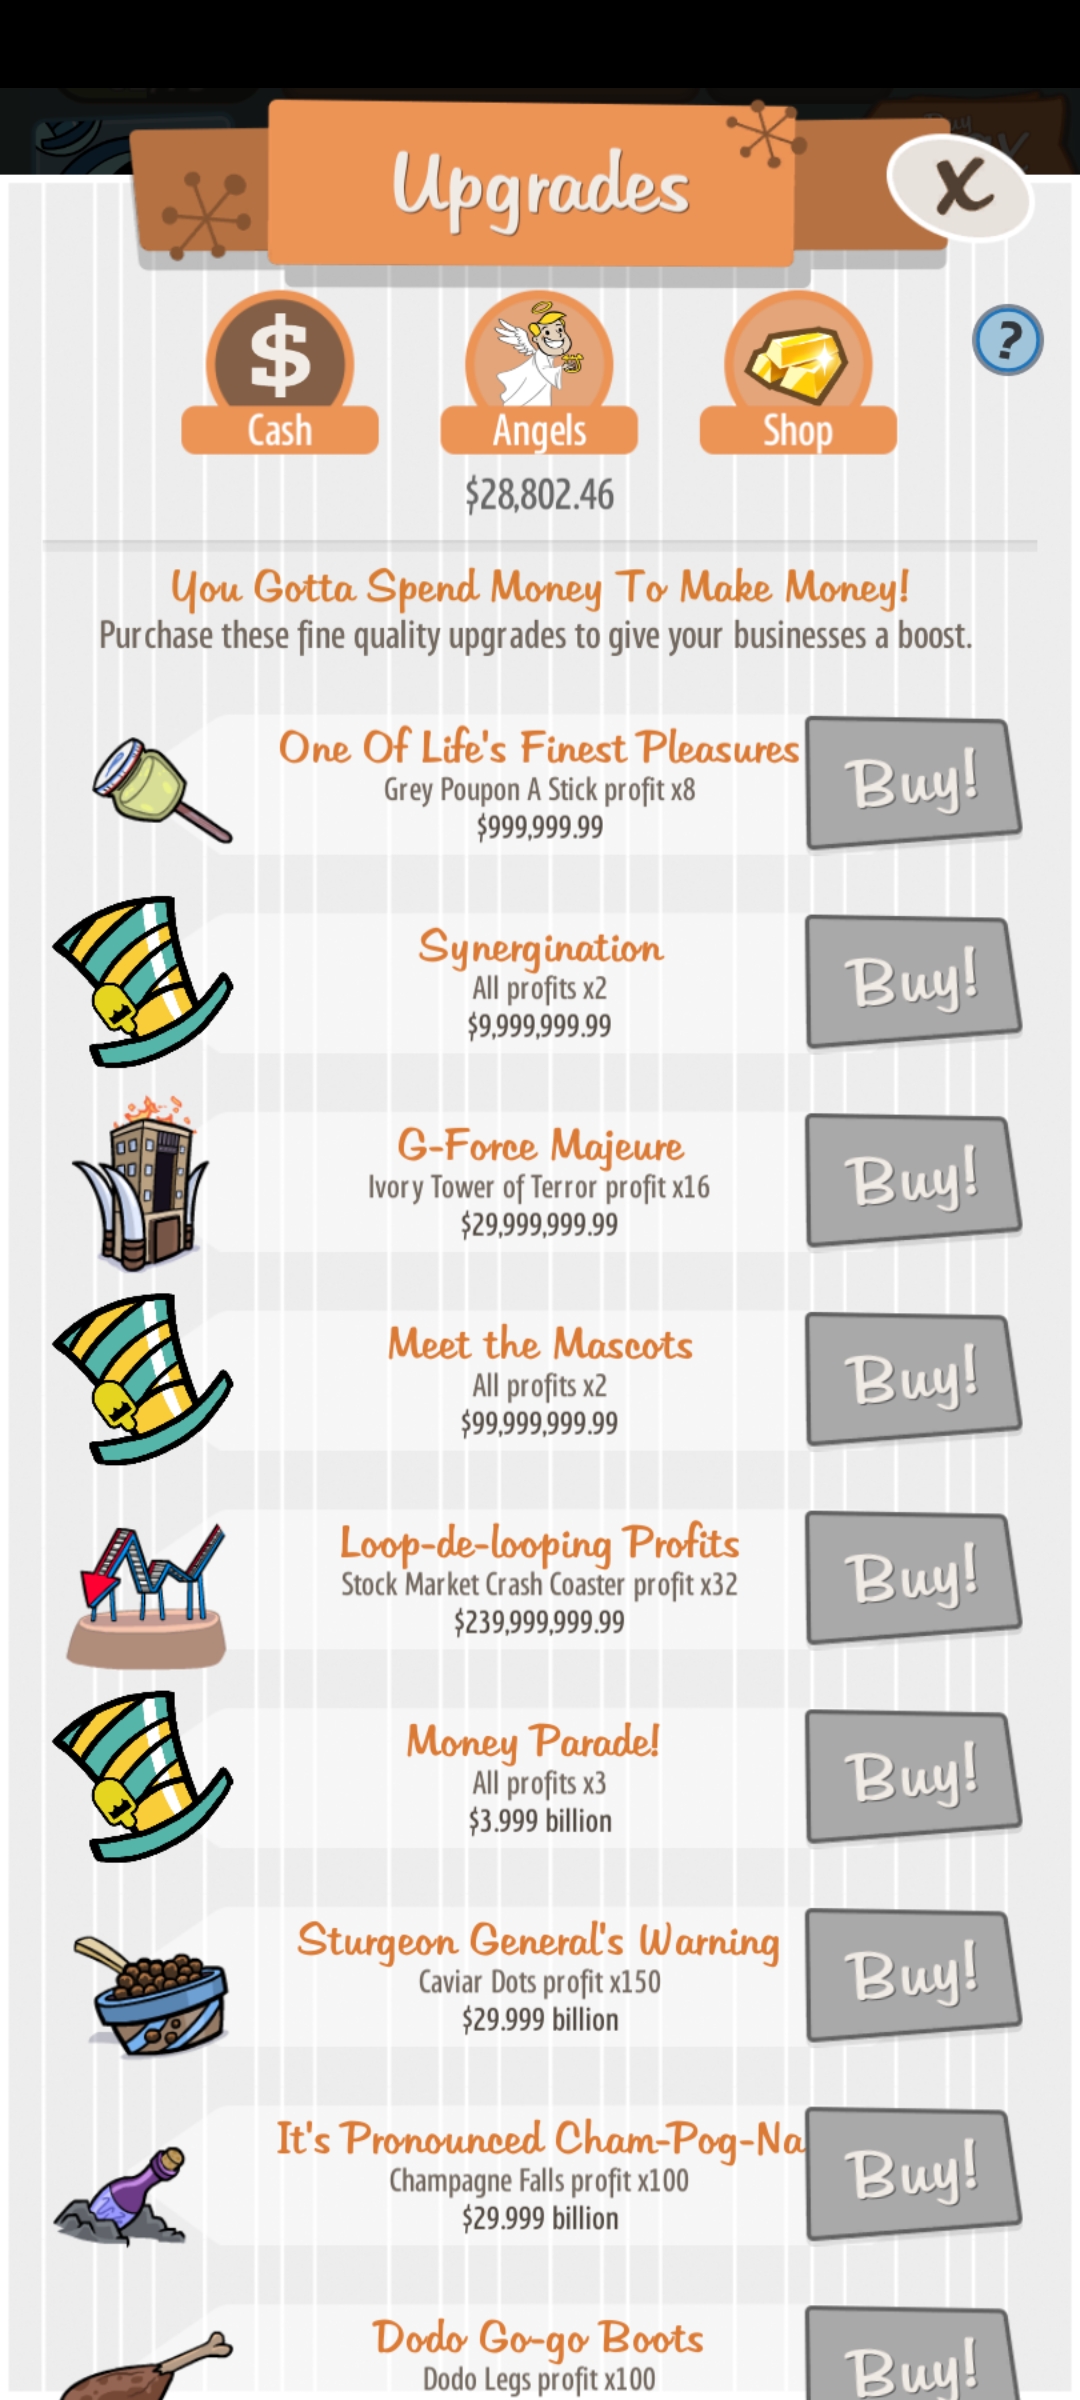 Upgrades
X
$
?
Cash
Angels
Shop
$28,802.46
You Gotta Spend Money To Make Money!
Purchase these fine quality upgrades to give your businesses a boost.
One Of Life's Finest Pleasures
Grey Poupon A Stick profit x8
$999,999.99
Buy!
Synergination
All profits x2
$9,999,999.99
Buy!
G-Force Majeure
Ivory Tower of Terror profit x16
$29,999,999.99
Buy!
Meet the Mascots
All profits x2
$99,999,999.99
Buy!
Loop-de-looping Profits
Stock Market Crash Coaster profit x32
$239,999,999.99
Buy!
Money Parade!
All profits x3
$3.999 billion
Buy!
Sturgeon General's Warning
Caviar Dots profit x150
$29.999 billion
Buy!
It's Pronounced Cham-Pog-Na
Champagne Falls profit x100
$29.999 billion
Buy!
Dodo Go-go Boots
Dodo Legs profit x100
Buy!